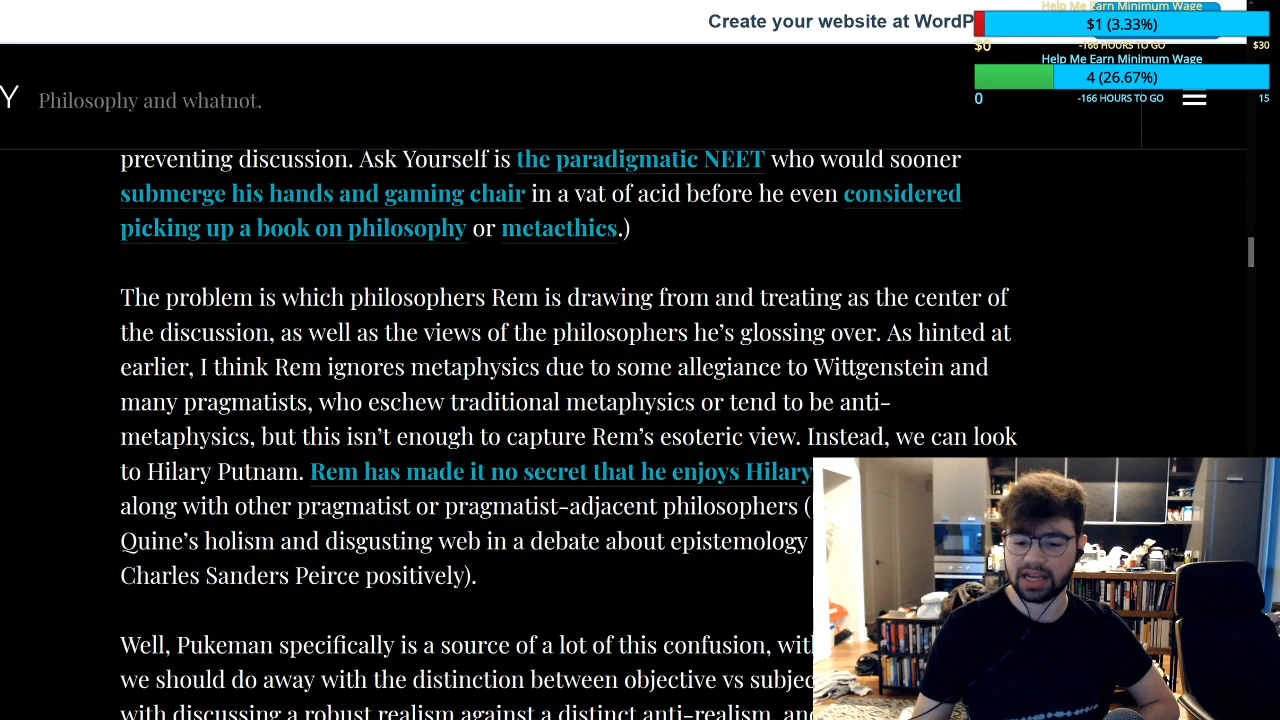 Create your website at WordP
Help Me Earn Minimum Wage
$1 (3.33%)
$0
-166 HOURS TO GO
$30
Help Me Earn Minimum Wage
4 (26.67%)
0
-166 HOURS TO GO
15
Y Philosophy and whatnot.
preventing discussion. Ask Yourself is the paradigmatic NEET who would sooner
submerge his hands and gaming chair in a vat of acid before he even considered
picking up a book on philosophy or metaethics.)
The problem is which philosophers Rem is drawing from and treating as the center of
the discussion, as well as the views of the philosophers he’s glossing over. As hinted at
earlier, I think Rem ignores metaphysics due to some allegiance to Wittgenstein and
many pragmatists, who eschew traditional metaphysics or tend to be anti-
metaphysics, but this isn’t enough to capture Rem’s esoteric view. Instead, we can look
to Hilary Putnam. Rem has made it no secret that he enjoys Hilary
along with other pragmatist or pragmatist-adjacent philosophers (
Quine’s holism and disgusting web in a debate about epistemology
Charles Sanders Peirce positively).
Well, Pukeman specifically is a source of a lot of this confusion, wit
we should do away with the distinction between objective vs subjec
with discussing a robust realism against a distinct anti-realism, and